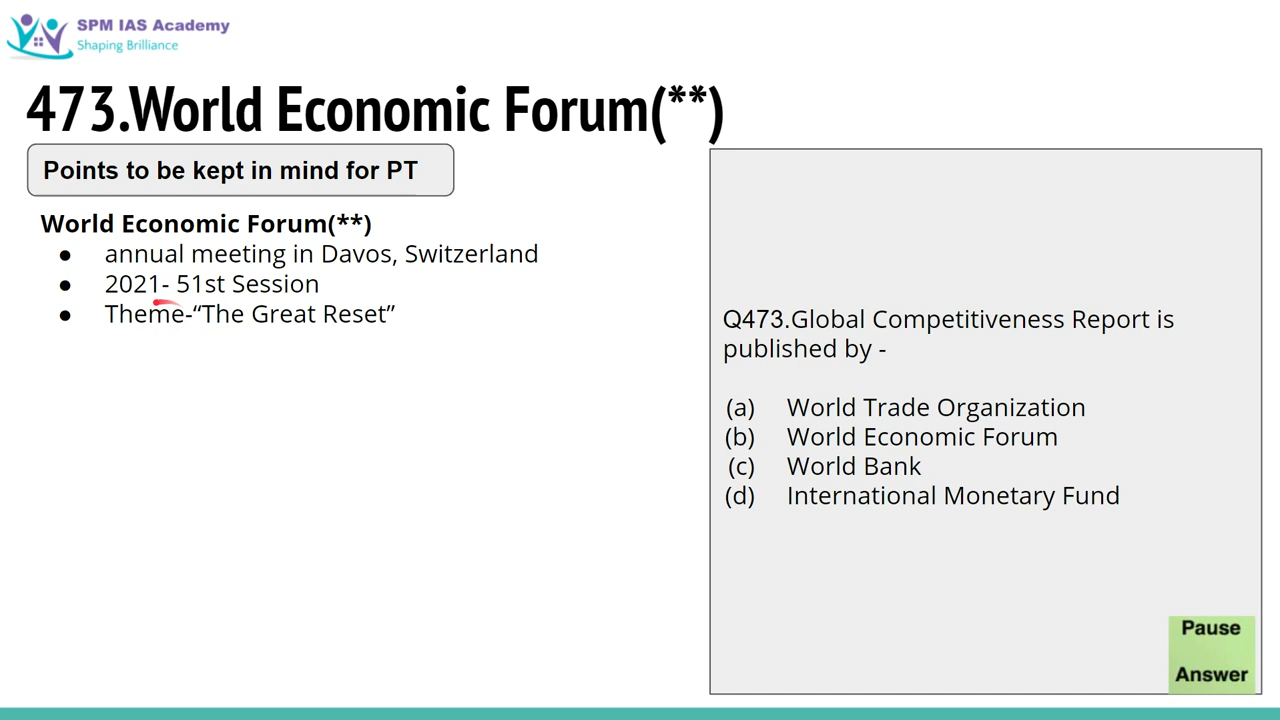 SPM IAS Academy
Shaping Brilliance
473.World Economic Forum(**)
Points to be kept in mind for PT
World Economic Forum(**)
● annual meeting in Davos, Switzerland
● 2021- 51st Session
● Theme-“The Great Reset”
Q473.Global Competitiveness Report is
published by -
(a) World Trade Organization
(b) World Economic Forum
(c) World Bank
(d) International Monetary Fund
Pause
Answer